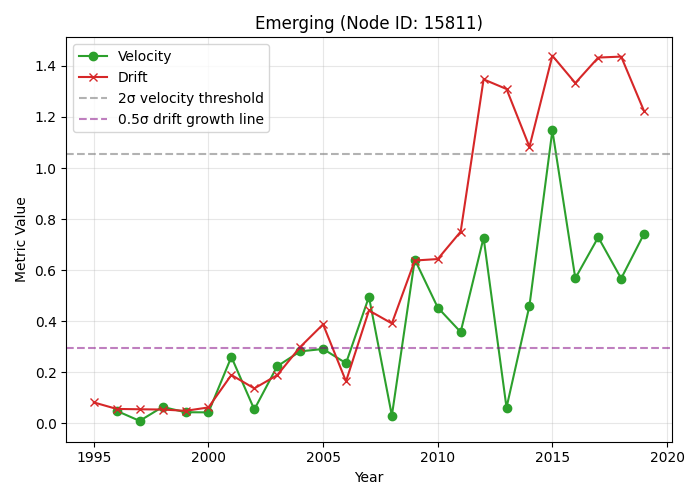 Emerging (Node ID: 15811)
Velocity
Drift
2σ velocity threshold
0.5σ drift growth line
Metric Value
1.4
1.2
1.0
0.8
0.6
0.4
0.2
0.0
1995 2000 2005 2010 2015 2020
Year